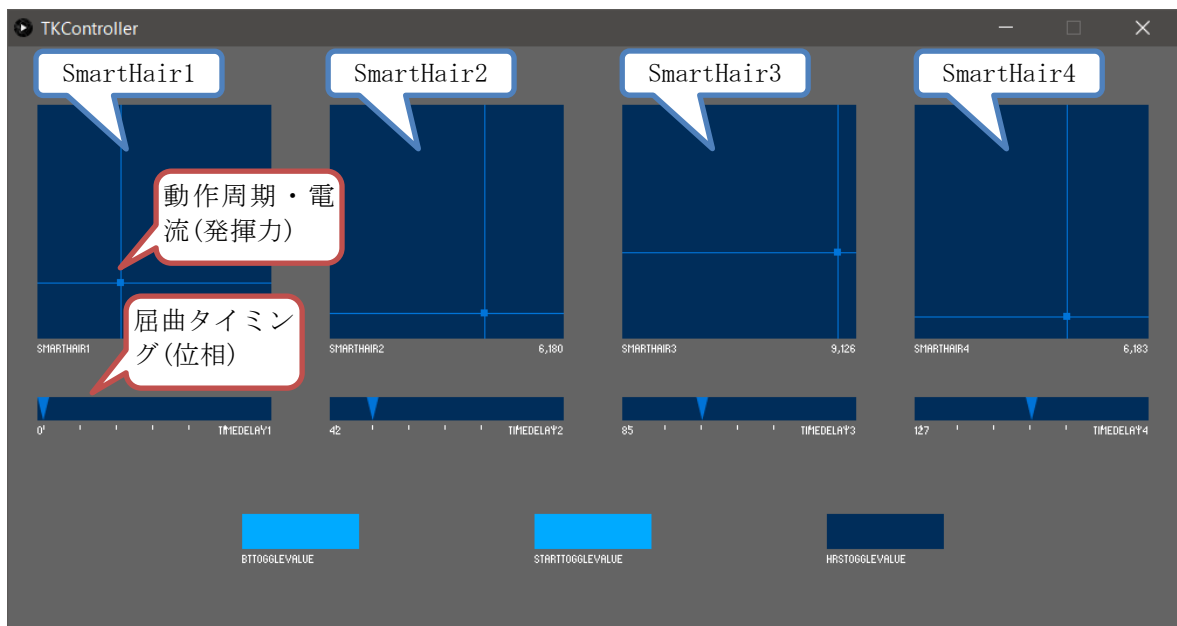 TKController
SmartHair1
SmartHair2
SmartHair3
SmartHair4
動作周期・電
流(発揮力)
屈曲タイミン
グ(位相)
SMARTHAIR1
SMARTHAIR2 6,180
SMARTHAIR3 9,126
SMARTHAIR4 6,183
0 TIMEDELAY1
42 TIMEDELAY2
85 TIMEDELAY3
127 TIMEDELAY4
BTTOGGLEVALUE
STARTTOGGLEVALUE
HRSTOGGLEVALUE